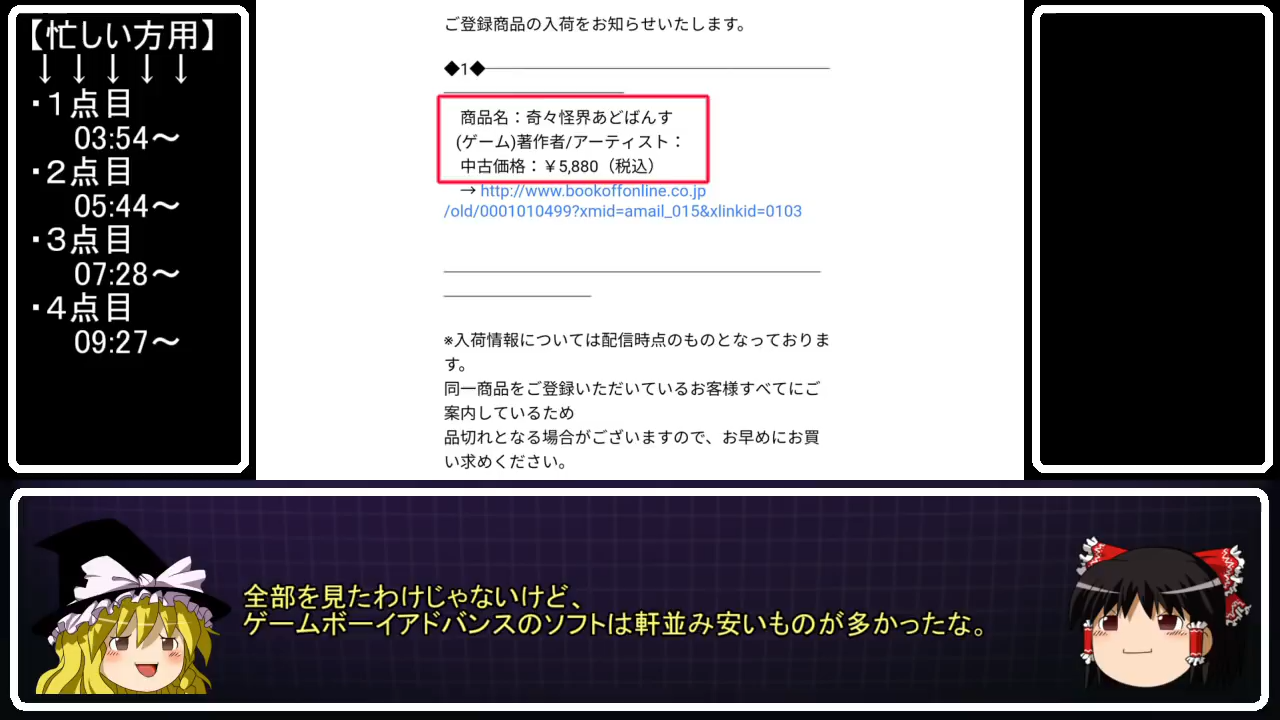 【忙しい方用】
↓↓↓↓↓
・1点目
03:54～
・2点目
05:44～
・3点目
07:28～
・4点目
09:27～
ご登録商品の入荷をお知らせいたします。
◆1◆―――――――――――――――――――――
―――――――――――
商品名：奇々怪界あどばんす
(ゲーム)著作者/アーティスト：
中古価格：￥5,880（税込）
→ http://www.bookoffonline.co.jp
/old/0001010499?xmid=amail_015&xlinkid=0103
―――――――――――――――――――――――
―――――――――
※入荷情報については配信時点のものとなっておりま
す。
同一商品をご登録いただいているお客様すべてにご
案内しているため
品切れとなる場合がございますので、お早めにお買
い求めください。
全部を見たわけじゃないけど、
ゲームボーイアドバンスのソフトは軒並み安いものが多かったな。